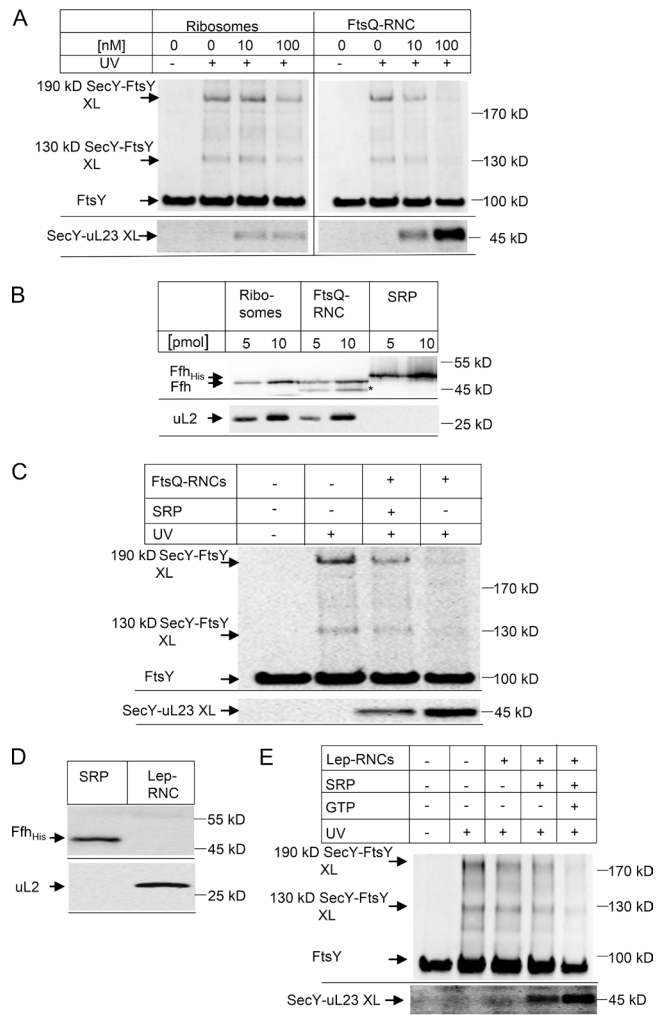 A
Ribosomes FtsQ-RNC
[nM] 0 0 10 100 0 0 10 100
UV - + + + - + + +
190 kD SecY-FtsY
XL
170 kD
130 kD SecY-FtsY
XL
130 kD
FtsY 100 kD
SecY-uL23 XL 45 kD
B
Ribo-
somes
FtsQ-
RNC
SRP
[pmol] 5 10 5 10 5 10
55 kD
FfhHis
Ffh
*
45 kD
uL2 25 kD
C
FtsQ-RNCs - - + +
SRP - - + -
UV - + + +
190 kD SecY-FtsY
XL
170 kD
130 kD SecY-FtsY
XL
130 kD
FtsY 100 kD
SecY-uL23 XL 45 kD
D
SRP Lep-
RNC
55 kD
FfhHis
45 kD
uL2
25 kD
E
Lep-RNCs - - + + +
SRP - - - + +
GTP - - - - +
UV - + + + +
190 kD SecY-FtsY
XL
170 kD
130 kD SecY-FtsY
XL
130 kD
FtsY 100 kD
SecY-uL23 XL 45 kD